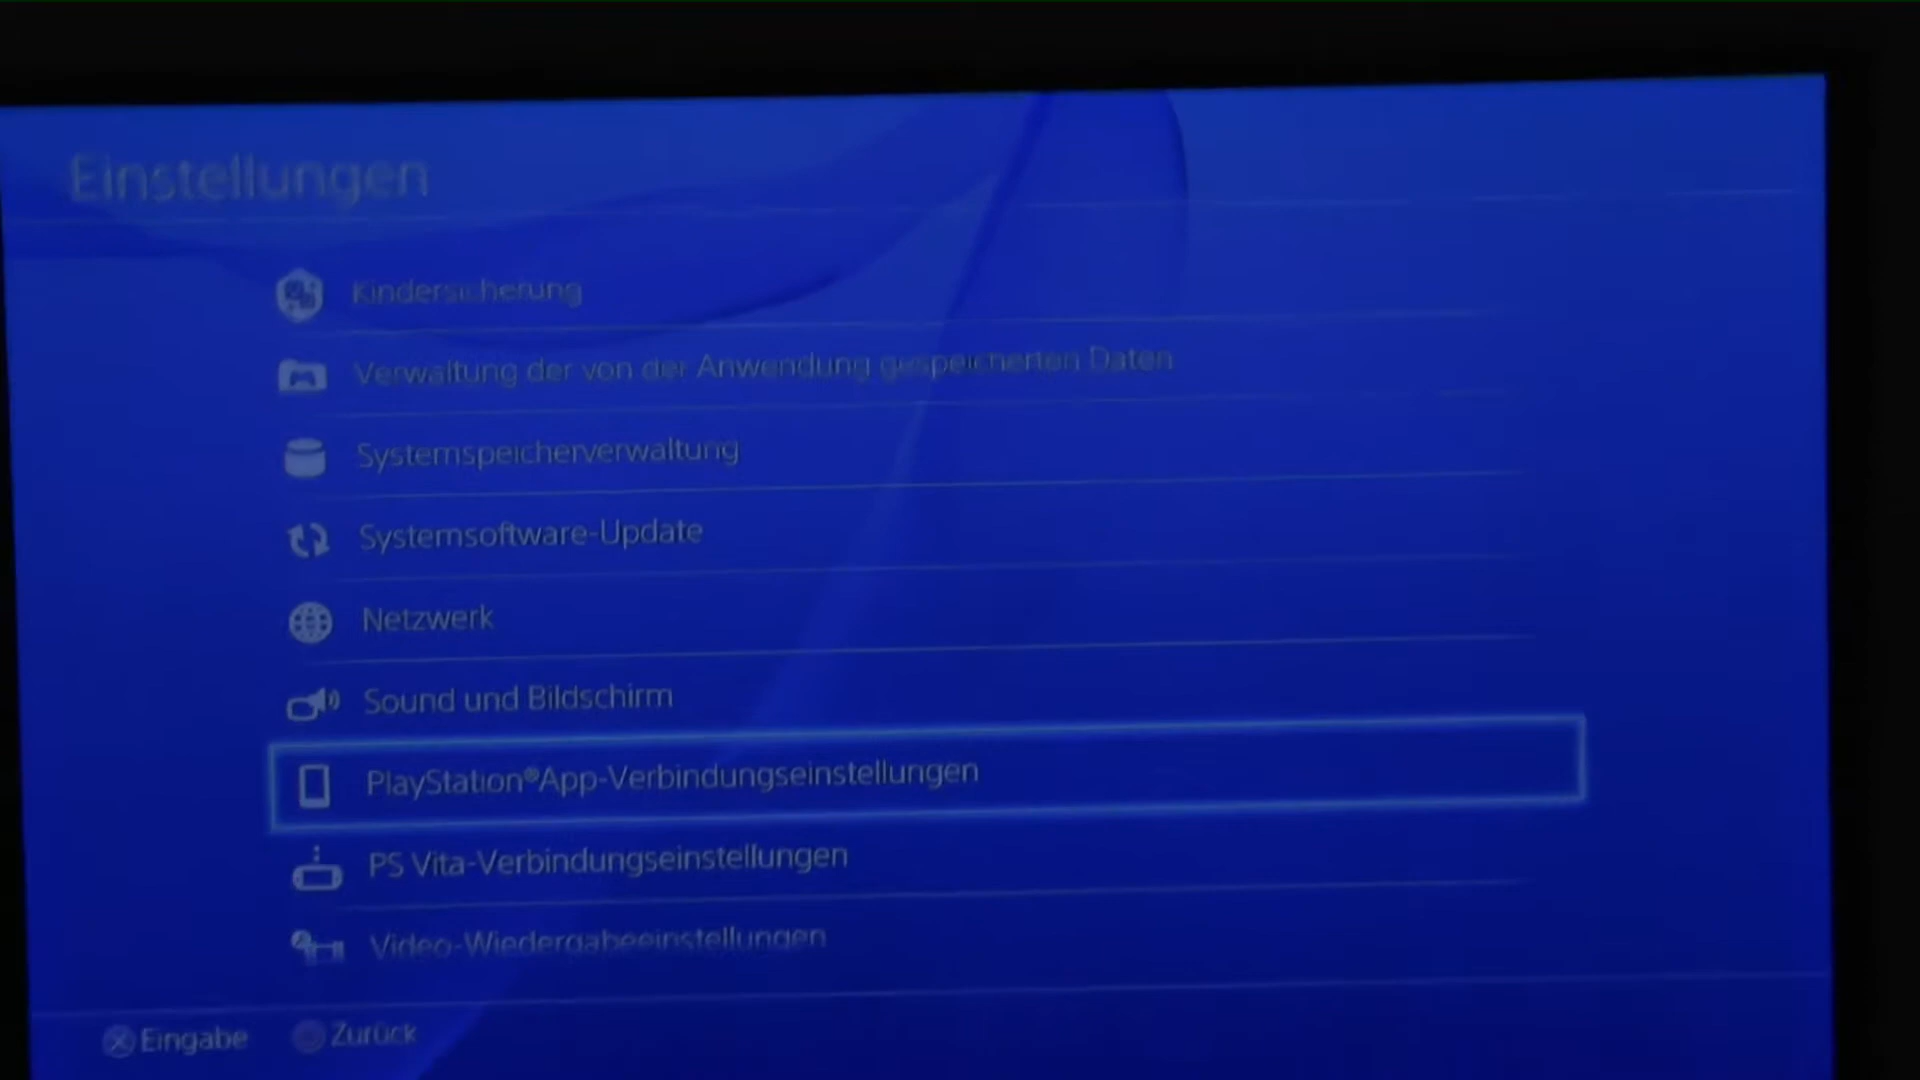 Einstellungen
Kindersicherung
Verwaltung der von der Anwendung gespeicherten Daten
Systemspeicherverwaltung
Systemsoftware-Update
Netzwerk
Sound und Bildschirm
PlayStation®App-Verbindungseinstellungen
PS Vita-Verbindungseinstellungen
Video-Wiedergabeeinstellungen
Eingabe Zurück